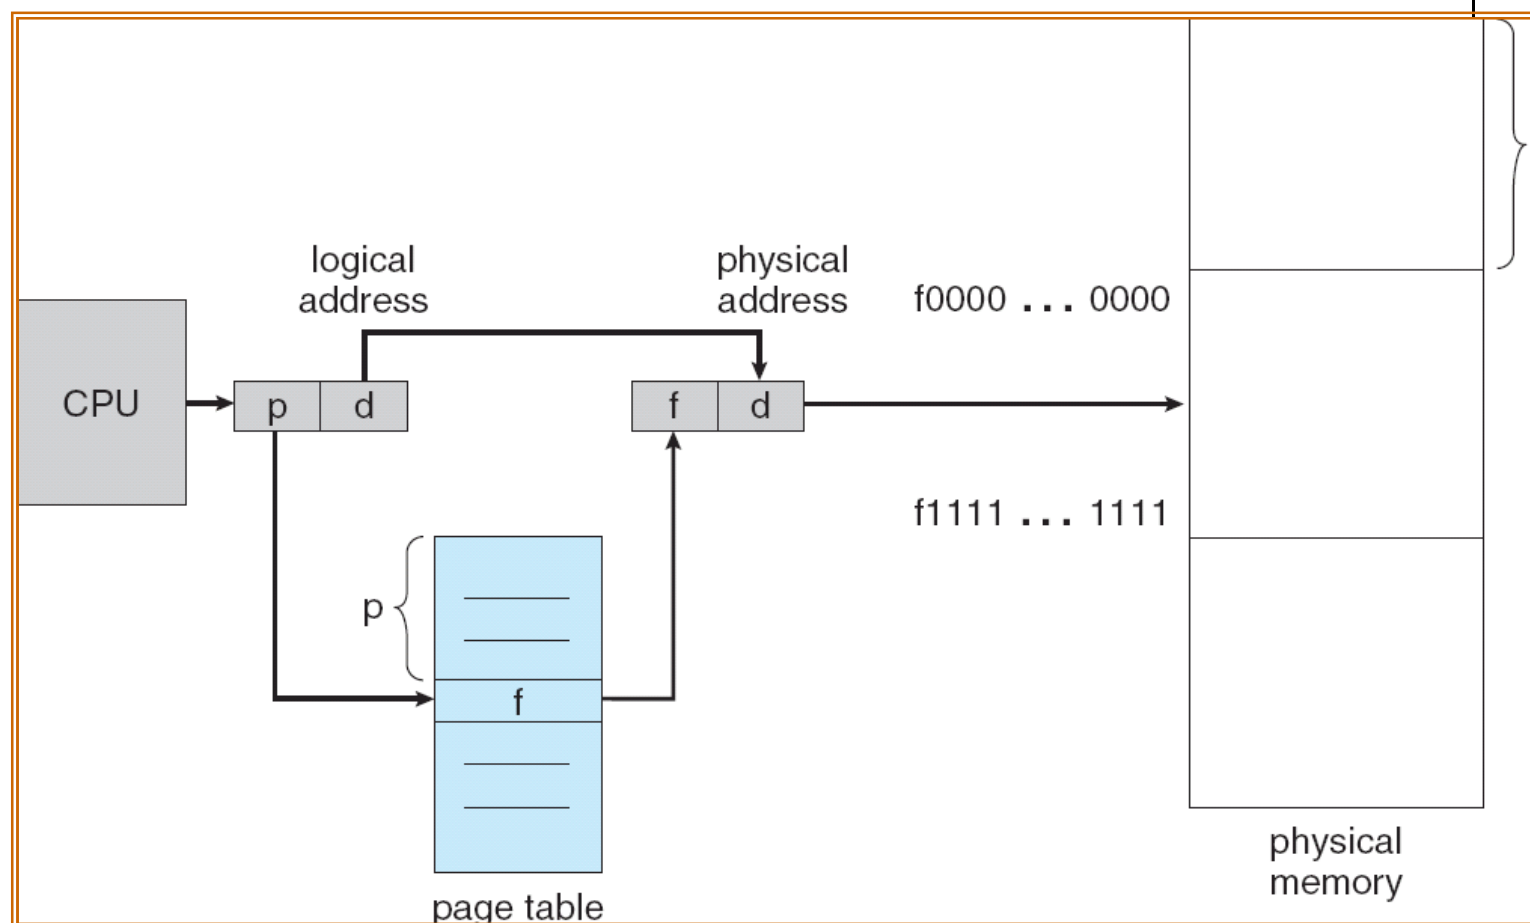 logical
address
physical
address
f0000 ... 0000
CPU
p
d
f
d
f1111 ... 1111
p
f
physical
memory
page table